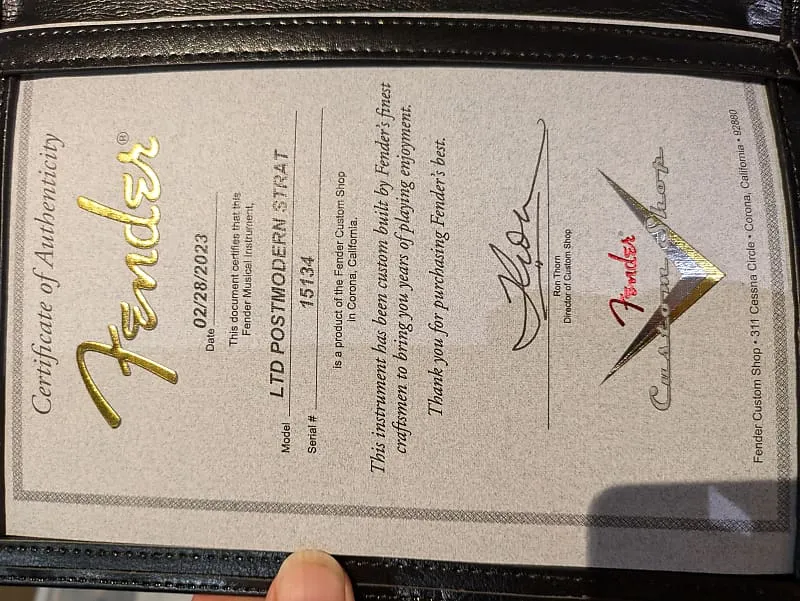 Certificate of Authenticity
Fender®
02/28/2023
Date
This document certifies that this
Fender Musical Instrument,
Model LTD POSTMODERN STRAT
Serial # 15134
is a product of the Fender Custom Shop
in Corona, California.
This instrument has been custom built by Fender's finest
craftsmen to bring you years of playing enjoyment.
Thank you for purchasing Fender's best.
Ron Thorn
Director of Custom Shop
Fender®
Custom Shop
Fender Custom Shop • 311 Cessna Circle • Corona, California • 92880